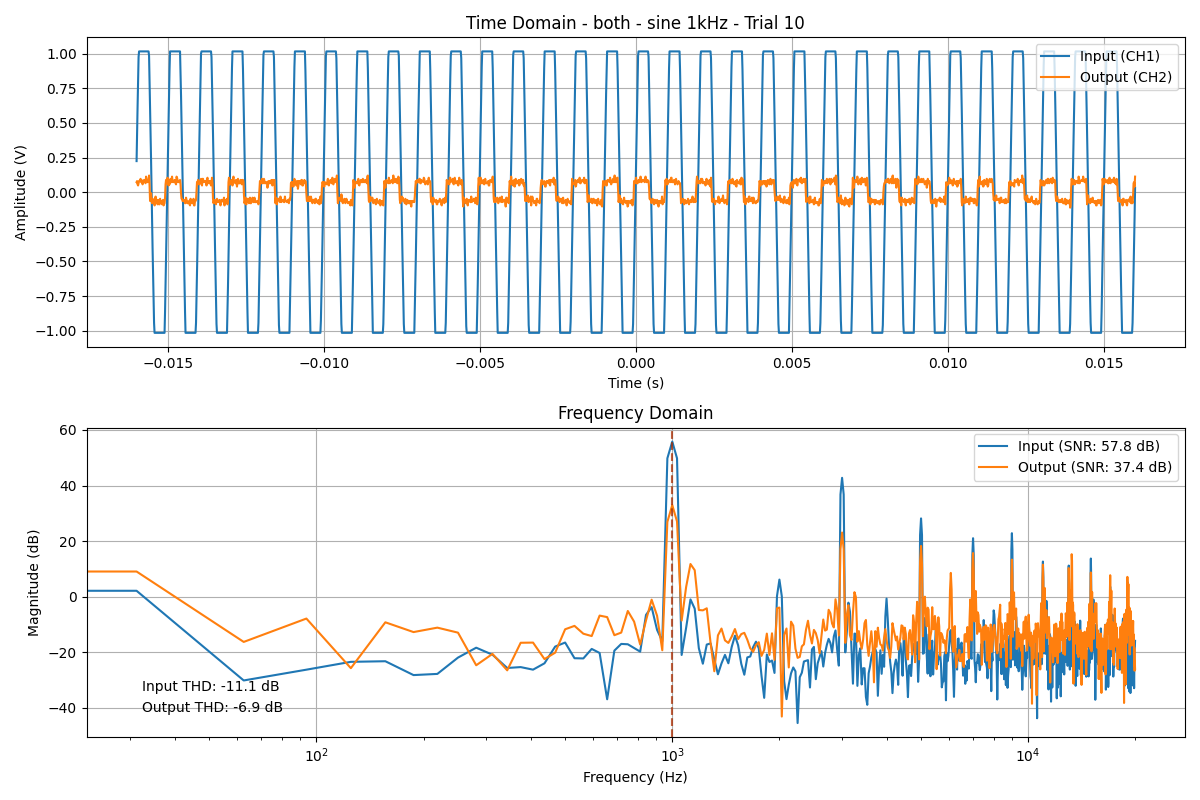 Time Domain - both - sine 1kHz - Trial 10
Amplitude (V)
1.00
0.75
0.50
0.25
0.00
−0.25
−0.50
−0.75
−1.00
Input (CH1)
Output (CH2)
−0.015
−0.010
−0.005
0.000
0.005
0.010
0.015
Time (s)
Frequency Domain
Magnitude (dB)
60
40
20
0
−20
−40
Input (SNR: 57.8 dB)
Output (SNR: 37.4 dB)
Input THD: -11.1 dB
Output THD: -6.9 dB
10²
10³
10⁴
Frequency (Hz)